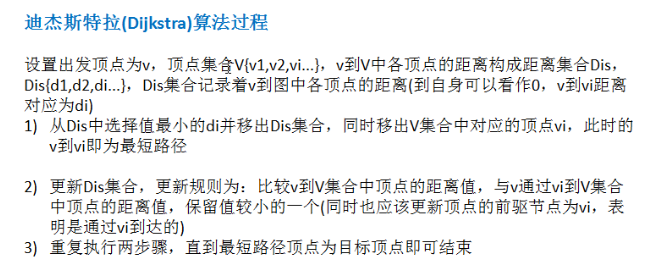 迪杰斯特拉(Dijkstra)算法过程
设置出发顶点为v，顶点集合V{v1,v2,vi...}，v到V中各顶点的距离构成距离集合Dis，
Dis{d1,d2,di...}，Dis集合记录着v到图中各顶点的距离(到自身可以看作0，v到vi距离
对应为di)
1) 从Dis中选择值最小的di并移出Dis集合，同时移出V集合中对应的顶点vi，此时的
v到vi即为最短路径
2) 更新Dis集合，更新规则为：比较v到V集合中顶点的距离值，与v通过vi到V集合
中顶点的距离值，保留值较小的一个(同时也应该更新顶点的前驱节点为vi，表
明是通过vi到达的)
3) 重复执行两步骤，直到最短路径顶点为目标顶点即可结束